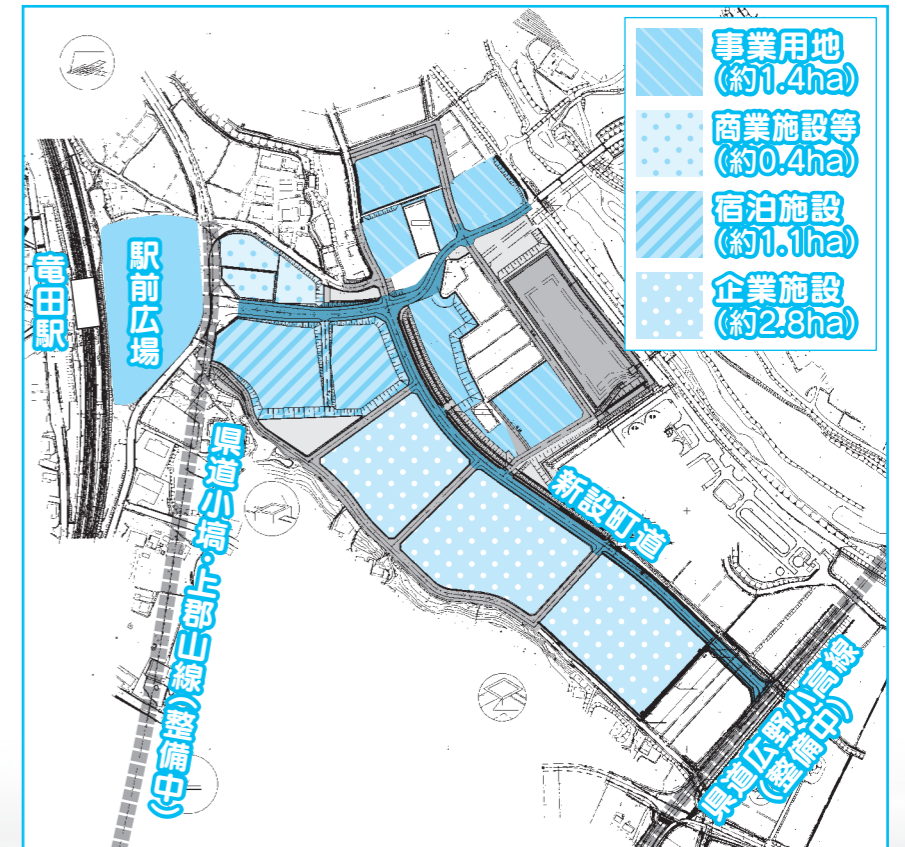 事業用地
(約1.4ha)
商業施設等
(約0.4ha)
宿泊施設
(約1.1ha)
企業施設
(約2.8ha)
竜田駅
駅前広場
新設町道
県道小塙・上郡山線
(整備中)
県道広野小高線
(整備中)